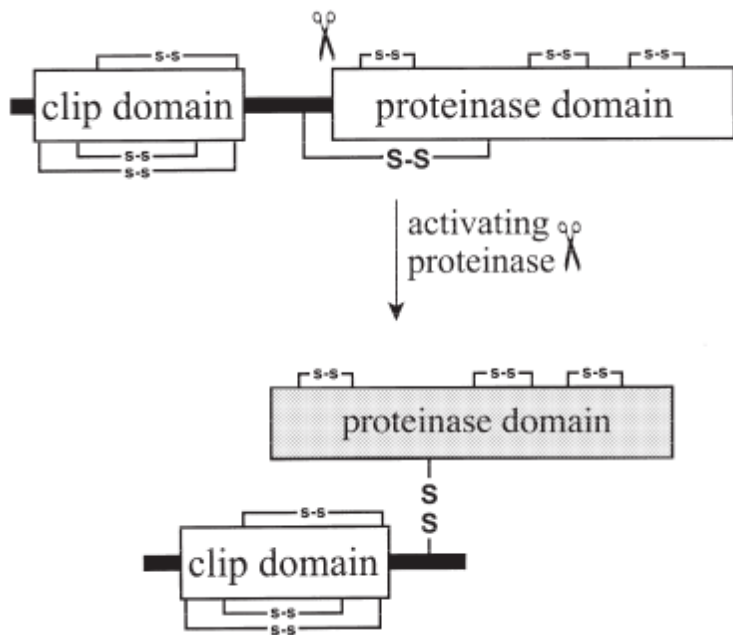 s-s s-s s-s s-s
clip domain proteinase domain
s-s S-S
s-s
activating
proteinase
s-s s-s s-s
proteinase domain
S
S
s-s
clip domain
s-s
s-s